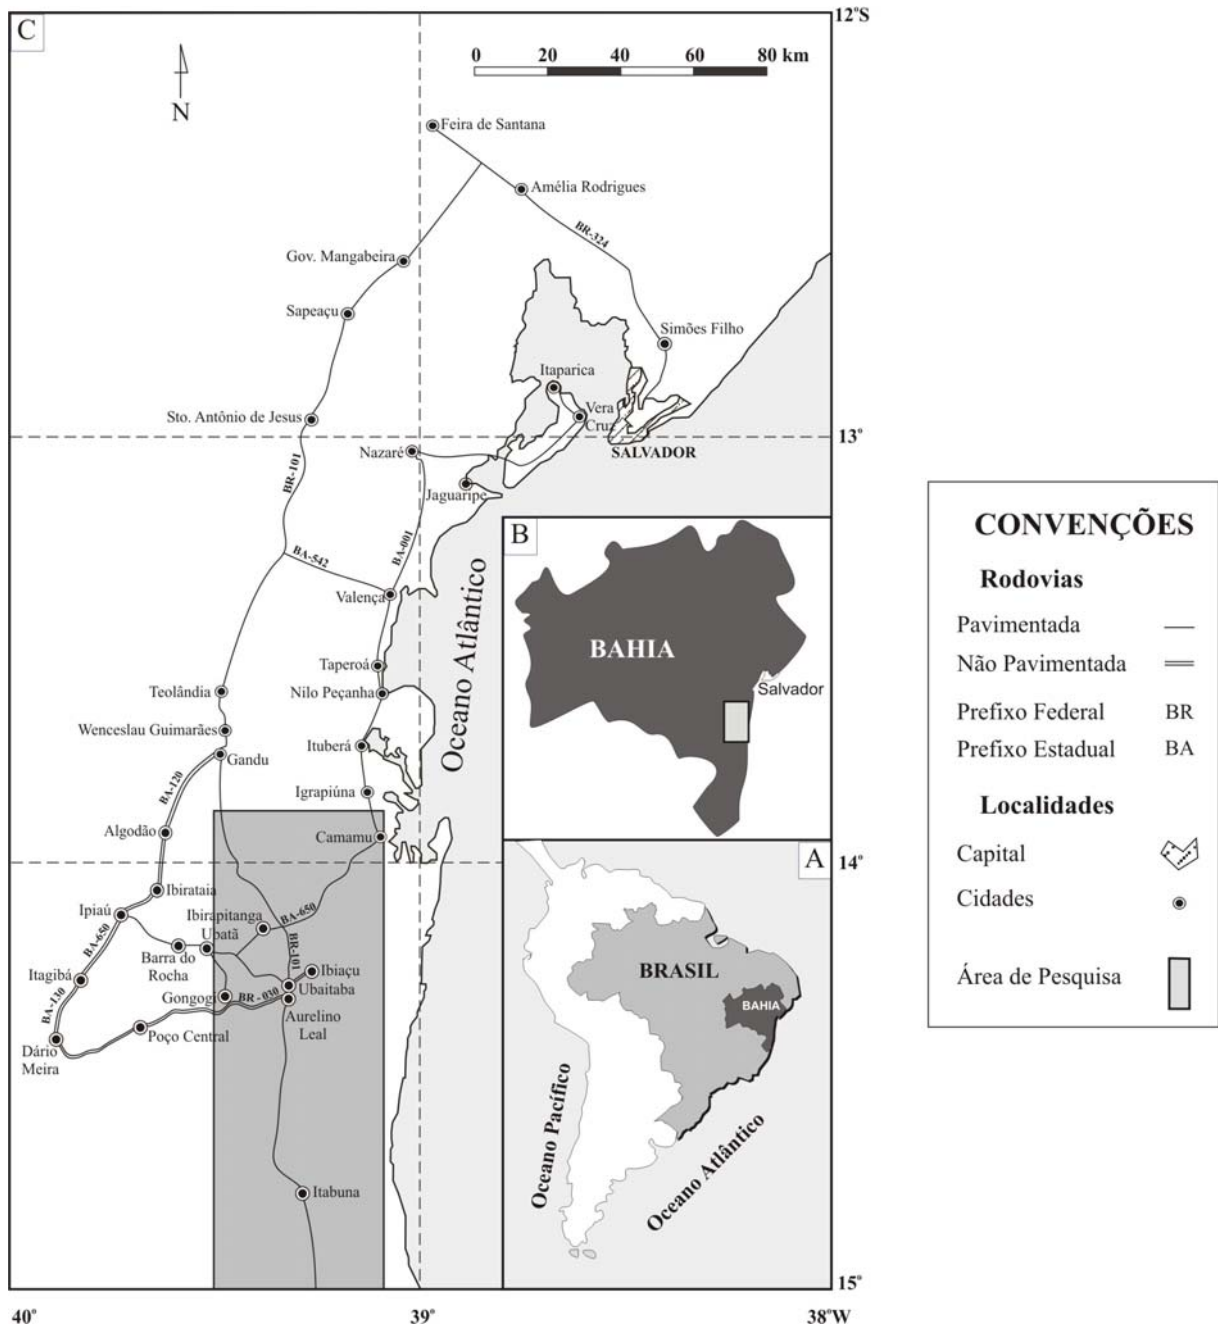 C
12°S
0 20 40 60 80 km
N
Feira de Santana
Amélia Rodrigues
BR-324
Gov. Mangabeira
Sapeaçu
Simões Filho
Itaparica
Vera
Cruz
Sto. Antônio de Jesus
13°
SALVADOR
Nazaré
BR-101
Jaguaripe
BA-001
BA-542
Valença
Oceano Atlântico
Taperoá
Teolândia
Nilo Peçanha
Wenceslau Guimarães
Ituberá
Gandu
BA-120
Igrapiúna
Algodão
Camamu
14°
Ibirataia
Ipiaú
Ibirapitanga
BA-650
Ubatã
BA-650
BR-101
Barra do
Rocha
Itagibá
Ibiaçu
Ubaitaba
Gongogi
BR - 030
BA-130
Aurelino
Leal
Poço Central
Dário
Meira
Itabuna
15°
40°
39°
38°W
B
BAHIA
Salvador
A
BRASIL
BAHIA
Oceano Pacífico
Oceano Atlântico
CONVENÇÕES
Rodovias
Pavimentada
Não Pavimentada
Prefixo Federal BR
Prefixo Estadual BA
Localidades
Capital
Cidades
Área de Pesquisa